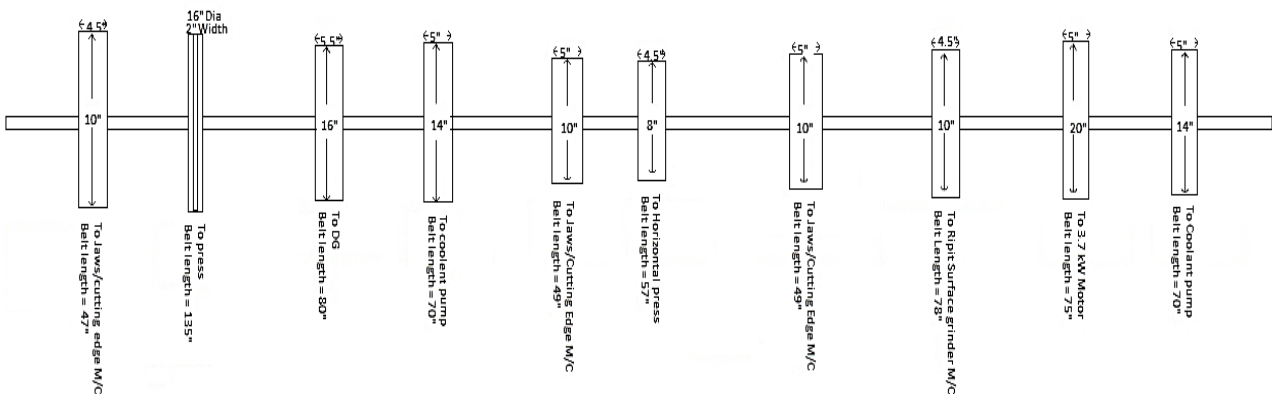 (4.5")
10"
To Jaws/cutting edge M/C
Belt length = 47"
16" Dia
2" Width
To press
Belt length = 135"
(5.5")
16"
To DG
Belt length = 80"
(5")
14"
To coolent pump
Belt length = 70"
(5")
10"
To Jaws/Cutting Edge M/C
Belt length = 49"
(4.5")
8"
To Horizontal press
Belt length = 57"
(5")
10"
To Jaws/Cutting Edge M/C
Belt length = 49"
(4.5")
10"
To Ripit Surface grinder M/C
Belt Length = 78"
(5")
20"
To 3.7 kW Motor
Belt length = 75"
(5")
14"
To Coolant pump
Belt length = 70"